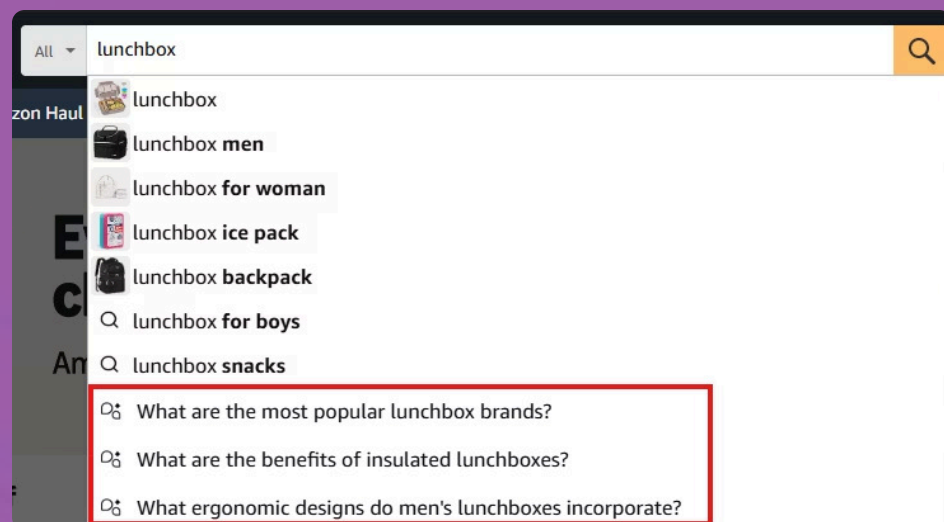 All
lunchbox
zon Haul
lunchbox
lunchbox men
lunchbox for woman
lunchbox ice pack
lunchbox backpack
lunchbox for boys
lunchbox snacks
What are the most popular lunchbox brands?
What are the benefits of insulated lunchboxes?
What ergonomic designs do men's lunchboxes incorporate?